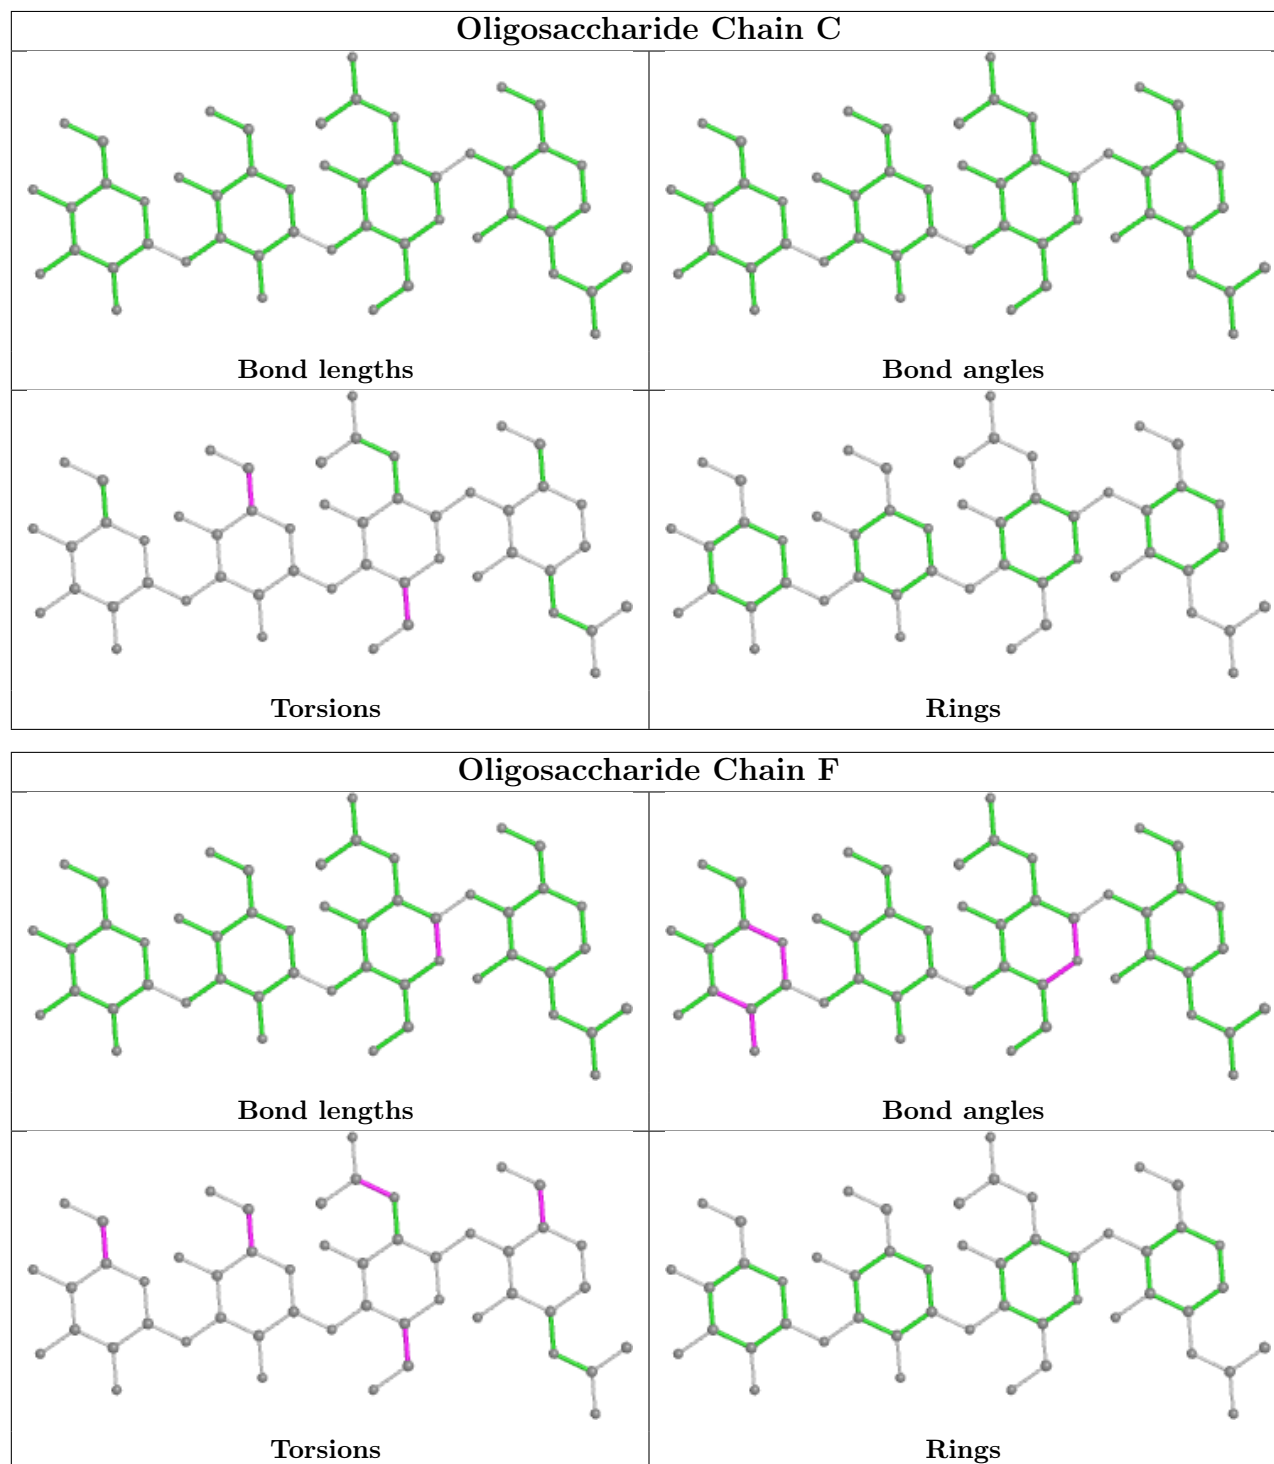 Oligosaccharide Chain C
Bond lengths
Bond angles
Torsions
Rings
Oligosaccharide Chain F
Bond lengths
Bond angles
Torsions
Rings